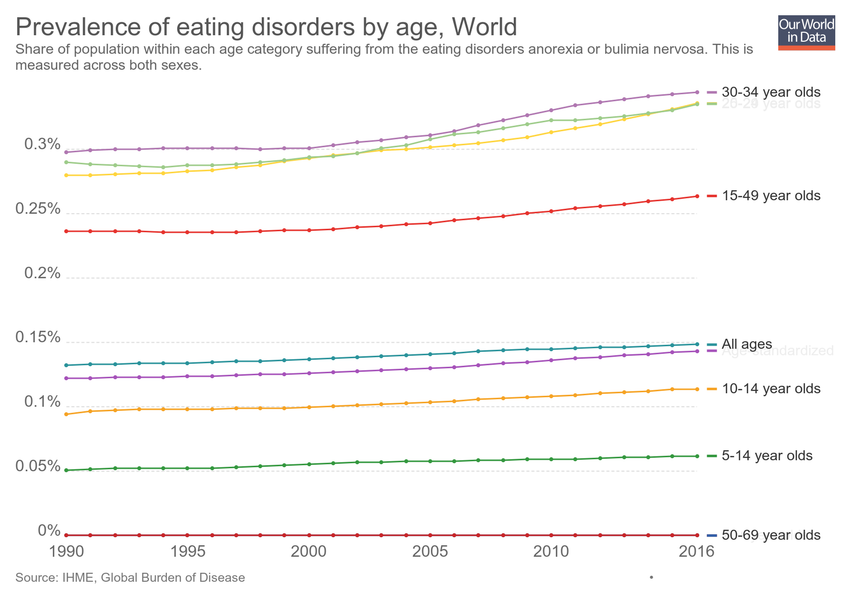 Prevalence of eating disorders by age, World
Our World
in Data
Share of population within each age category suffering from the eating disorders anorexia or bulimia nervosa. This is
measured across both sexes.
30-34 year olds
0.3%
0.25%
15-49 year olds
0.2%
0.15%
All ages
Age-standardized
0.1%
10-14 year olds
0.05%
5-14 year olds
0%
50-69 year olds
1990 1995 2000 2005 2010 2016
Source: IHME, Global Burden of Disease